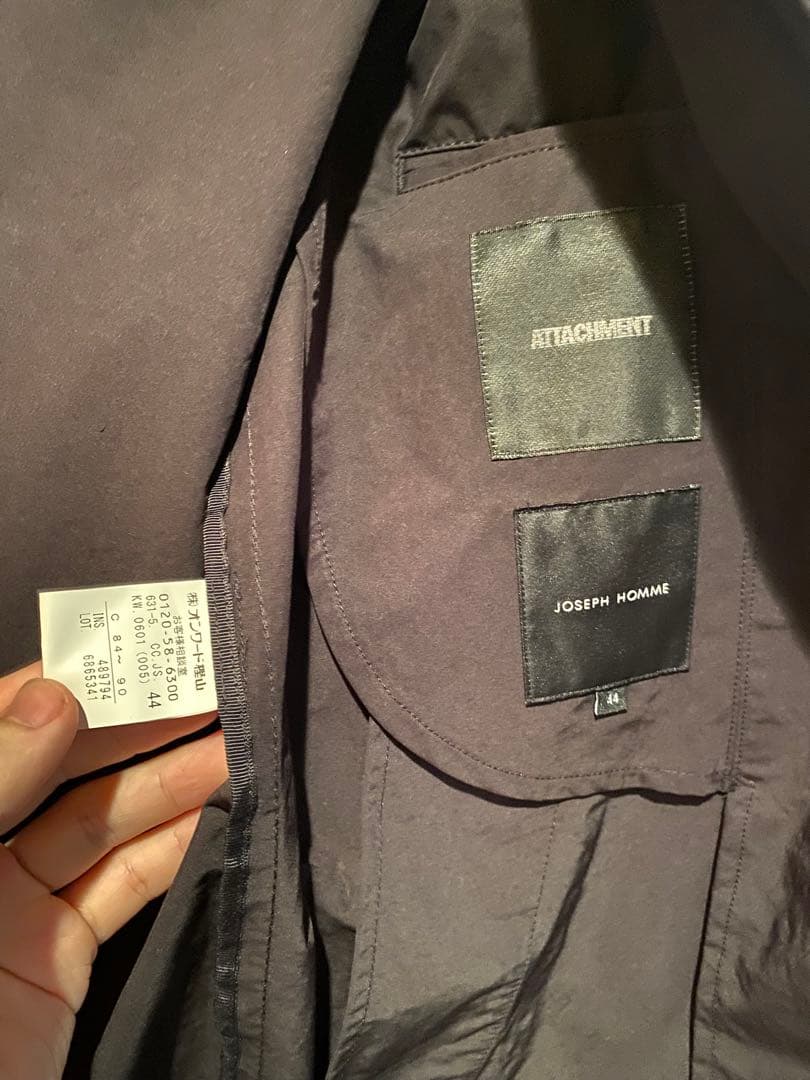 ATTACHMENT
JOSEPH HOMME
44
(株)オンワード樫山
お客様相談室
0120-58-6300
631-5. CC.JS. 44
KW. 0601 (005)
C 84～ 90
INS 489794
LOT. 6865341